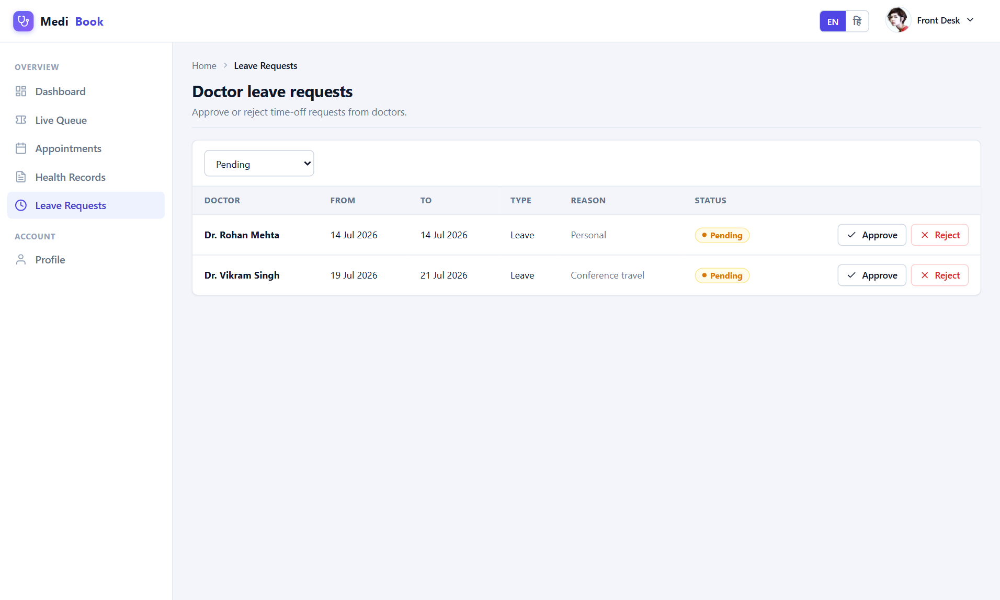 Medi Book
EN हिं
Front Desk
OVERVIEW
Dashboard
Live Queue
Appointments
Health Records
Leave Requests
ACCOUNT
Profile
Home > Leave Requests
Doctor leave requests
Approve or reject time-off requests from doctors.
Pending
DOCTOR FROM TO TYPE REASON STATUS
Dr. Rohan Mehta 14 Jul 2026 14 Jul 2026 Leave Personal Pending Approve Reject
Dr. Vikram Singh 19 Jul 2026 21 Jul 2026 Leave Conference travel Pending Approve Reject